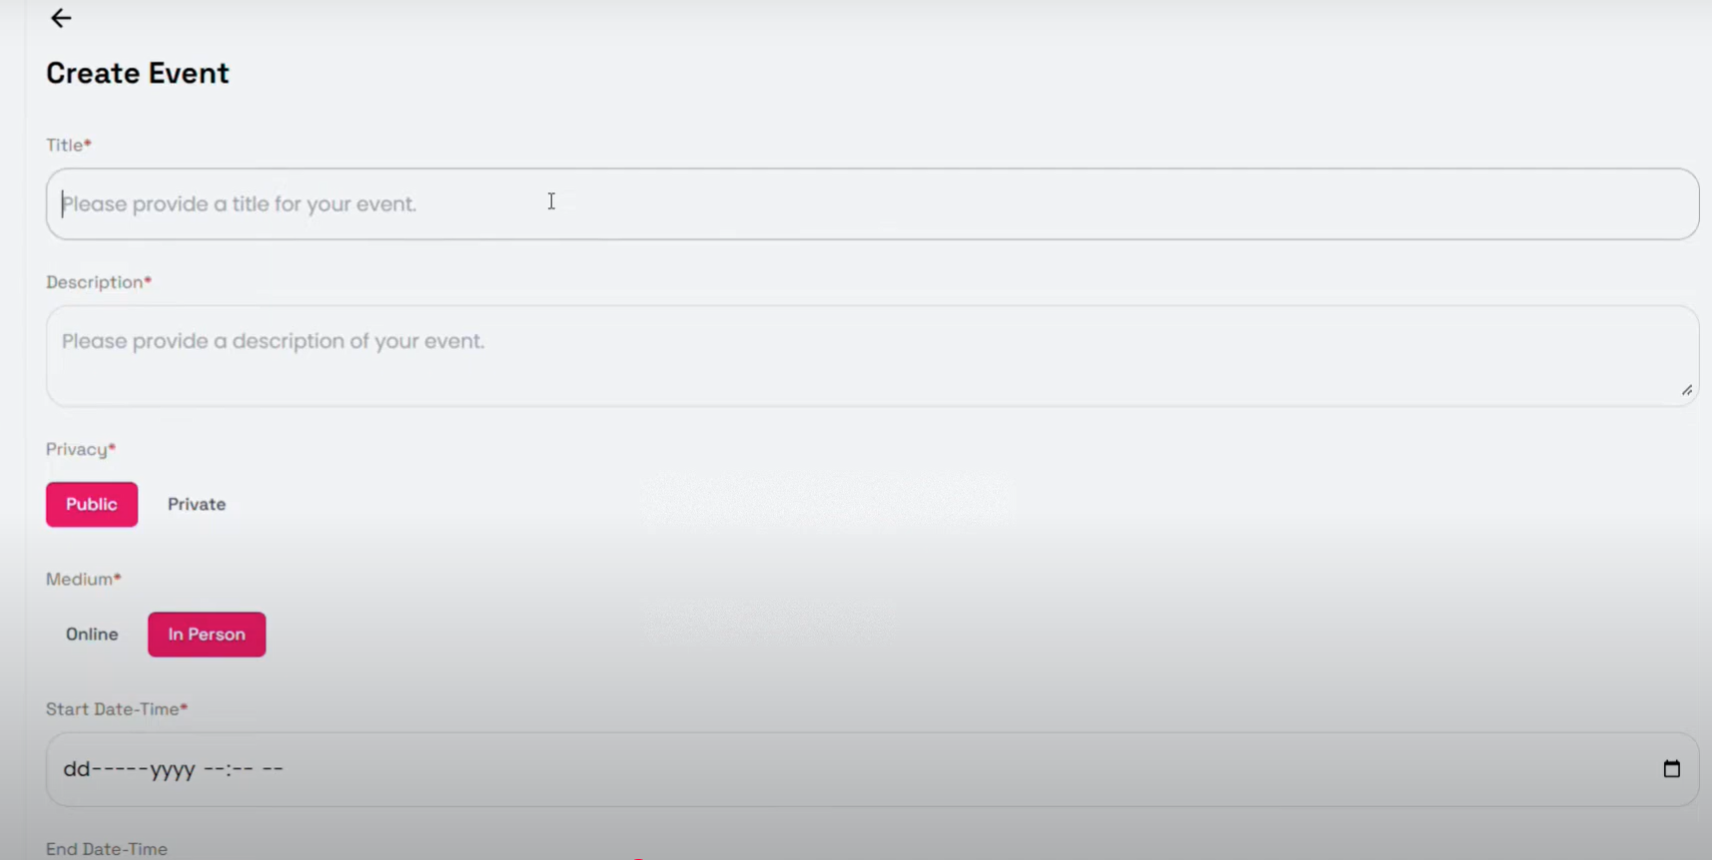 Create Event
Title*
Please provide a title for your event.
Description*
Please provide a description of your event.
Privacy*
Public Private
Medium*
Online In Person
Start Date-Time*
dd-----yyyy --:-- --
End Date-Time